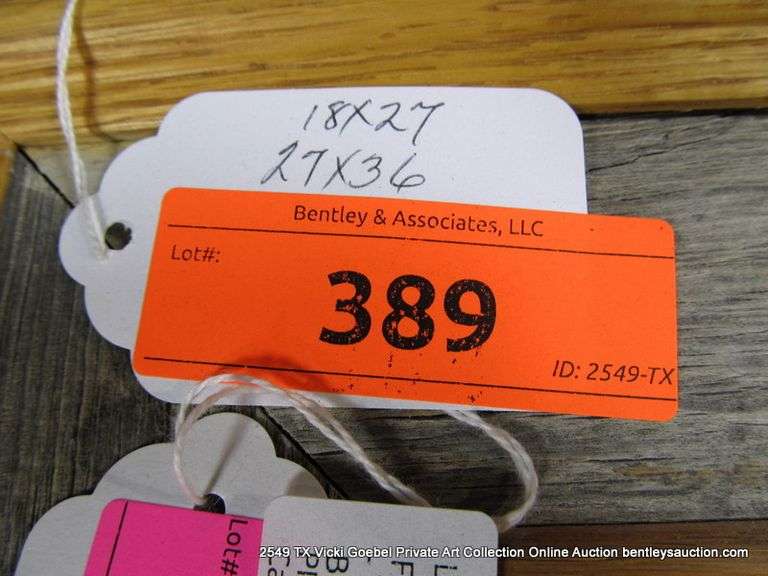 18X27
27X36
Bentley & Associates, LLC
Lot#:
389
ID: 2549-TX
Lot#
2549 TX Vicki Goebel Private Art Collection Online Auction bentleysauction.com